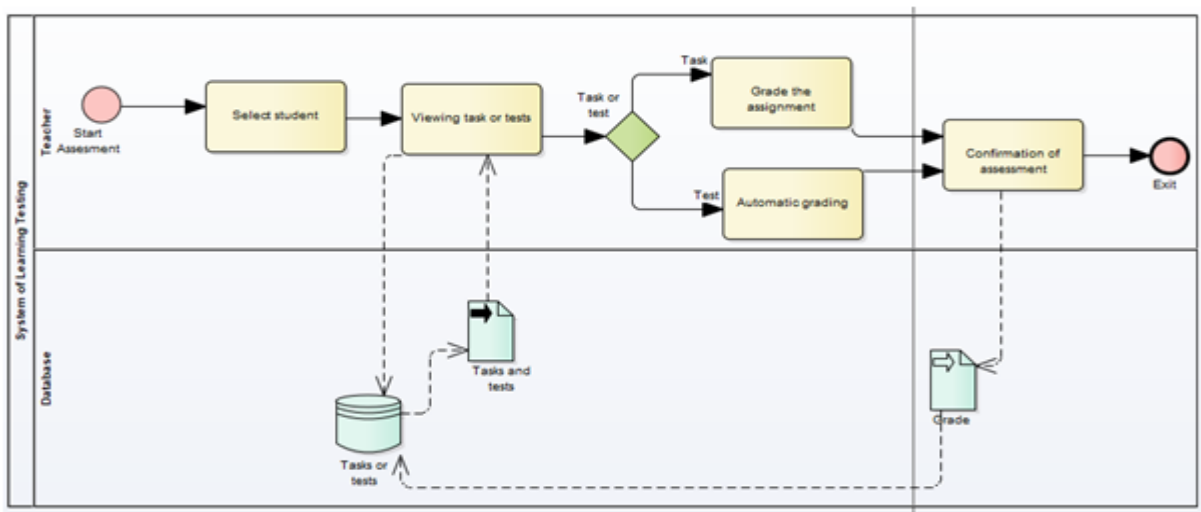 System of Learning Testing
Teacher
Start
Assesment
Select student
Viewing task or tests
Task or
test
Task
Grade the
assignment
Test
Automatic grading
Confirmation of
assessment
Exit
Database
Tasks and
tests
Tasks or
tests
Grade